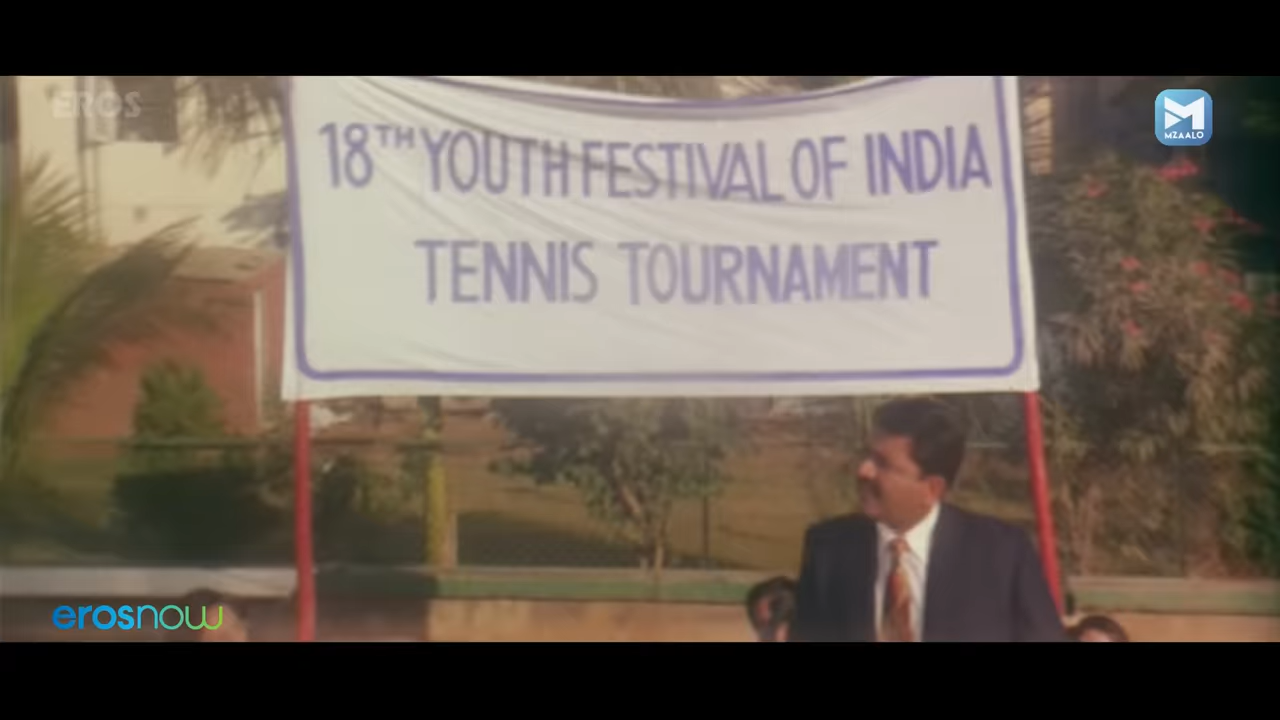 EROS
MZAALO
18TH YOUTH FESTIVAL OF INDIA
TENNIS TOURNAMENT
erosnow